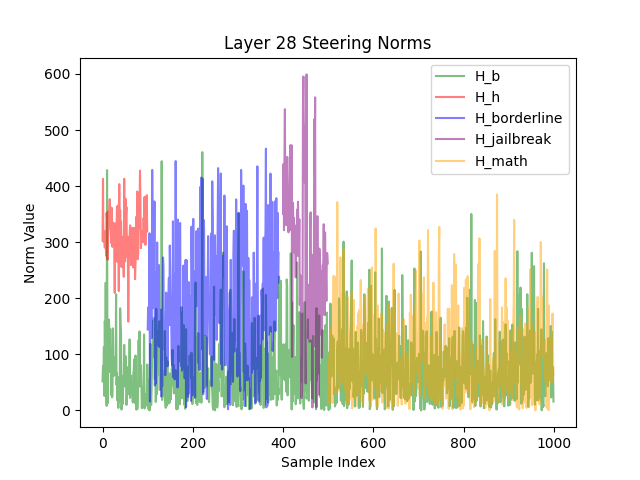 Layer 28 Steering Norms
600
500
400
300
200
100
0
Norm Value
H_b
H_h
H_borderline
H_jailbreak
H_math
0 200 400 600 800 1000
Sample Index